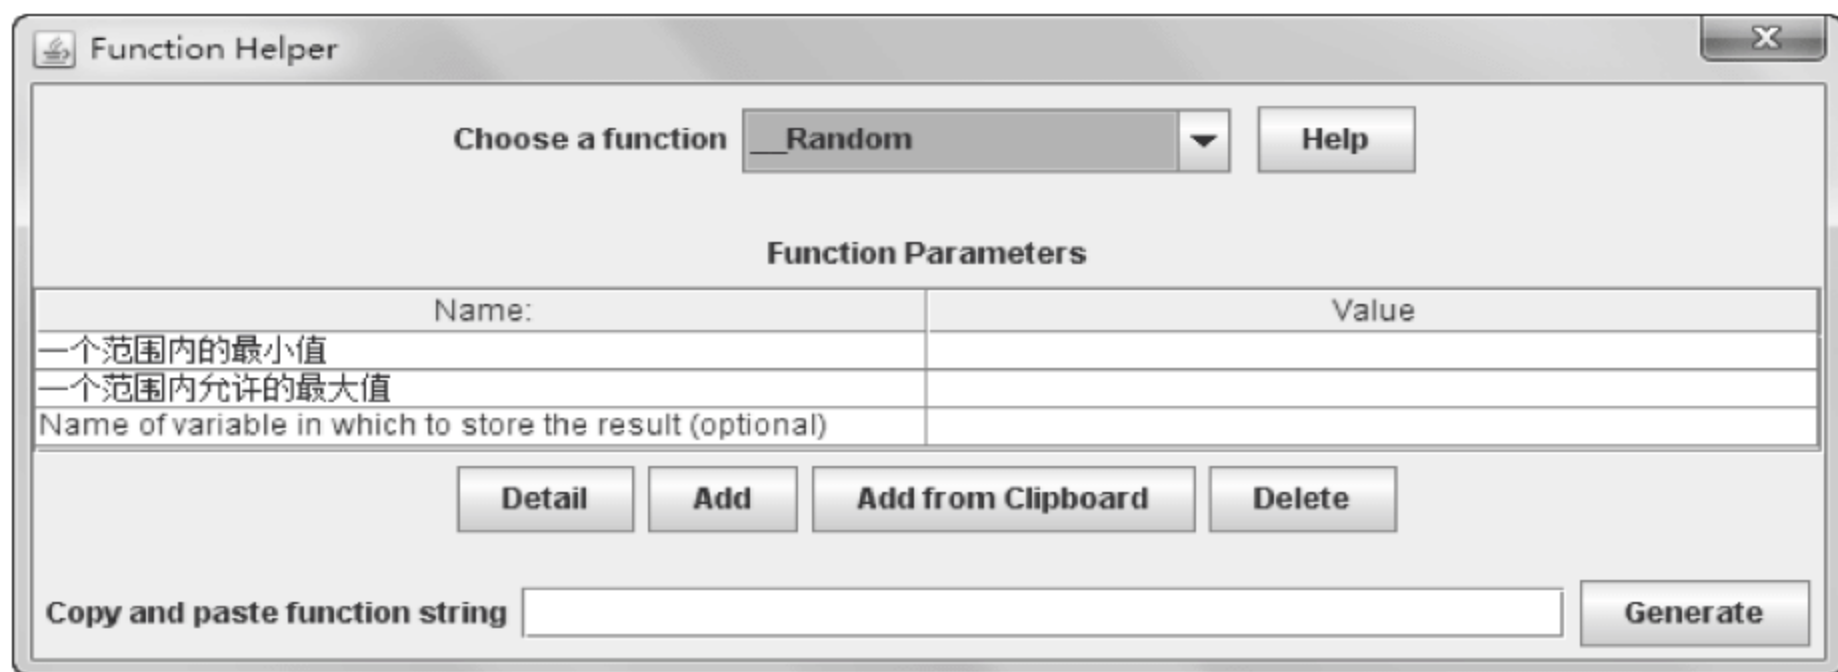 Function Helper
Choose a function __Random Help
Function Parameters
Name: Value
一个范围内的最小值
一个范围内允许的最大值
Name of variable in which to store the result (optional)
Detail Add Add from Clipboard Delete
Copy and paste function string Generate